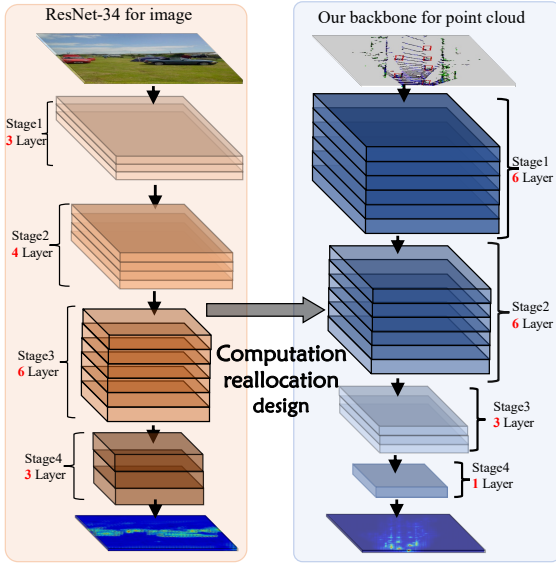 ResNet-34 for image
Stage1
3 Layer
Stage2
4 Layer
Stage3
6 Layer
Stage4
3 Layer
Computation
reallocation
design
Our backbone for point cloud
Stage1
6 Layer
Stage2
6 Layer
Stage3
3 Layer
Stage4
1 Layer